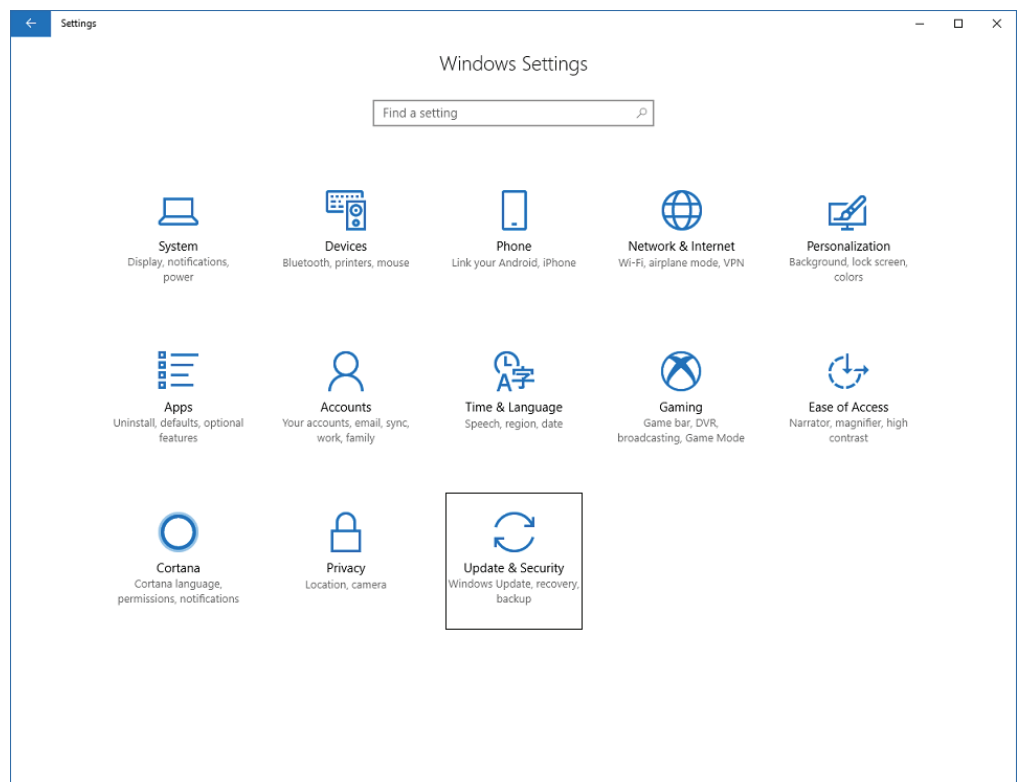 Settings
Windows Settings
Find a setting
System
Display, notifications,
power
Devices
Bluetooth, printers, mouse
Phone
Link your Android, iPhone
Network & Internet
Wi-Fi, airplane mode, VPN
Personalization
Background, lock screen,
colors
Apps
Uninstall, defaults, optional
features
Accounts
Your accounts, email, sync,
work, family
Time & Language
Speech, region, date
Gaming
Game bar, DVR,
broadcasting, Game Mode
Ease of Access
Narrator, magnifier, high
contrast
Cortana
Cortana language,
permissions, notifications
Privacy
Location, camera
Update & Security
Windows Update, recovery,
backup